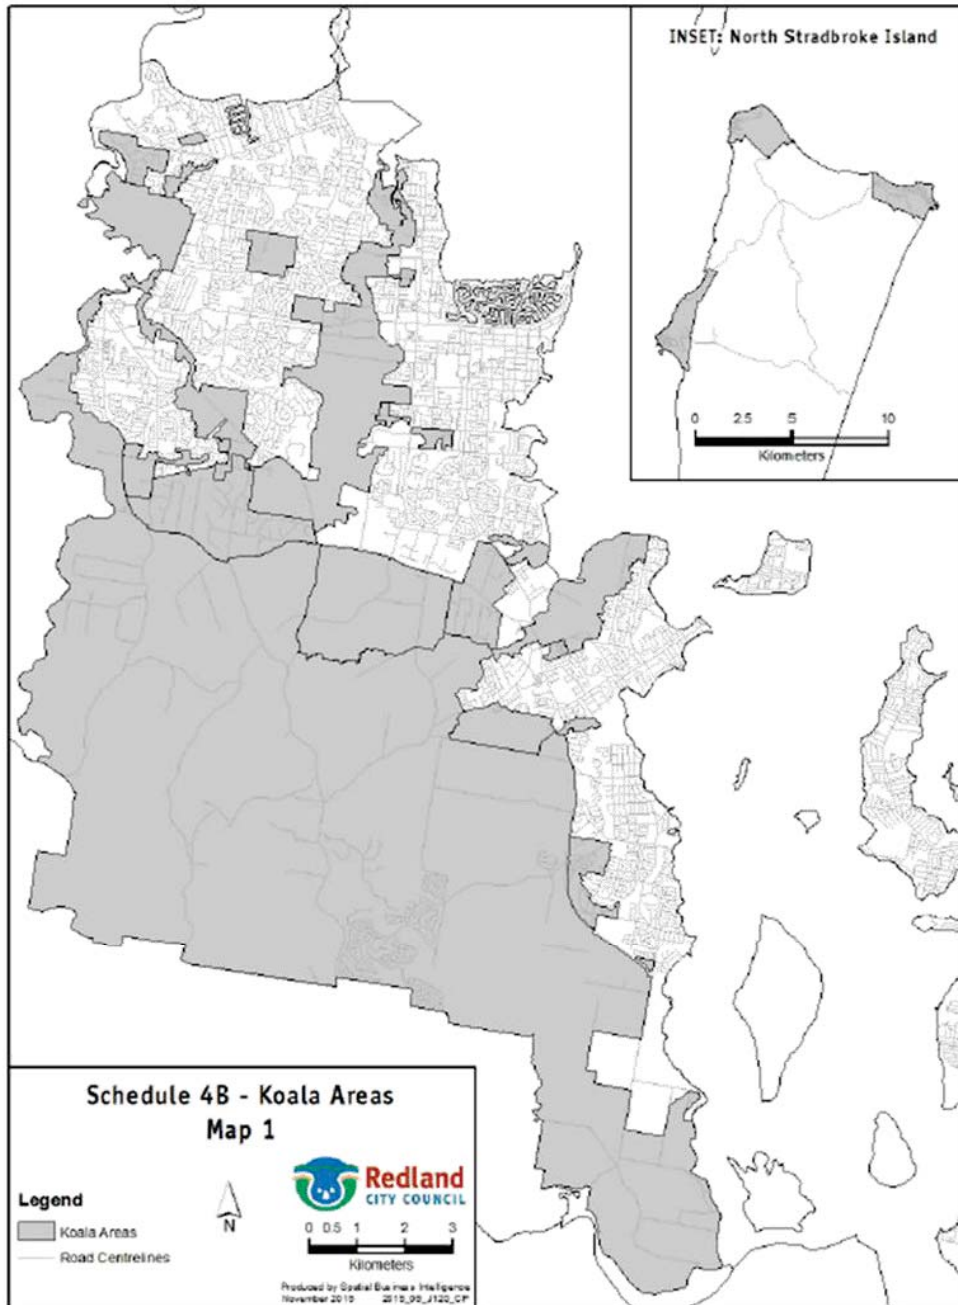 INSET: North Stradbroke Island
0 2.5 5 10
Kilometers
Schedule 4B - Koala Areas
Map 1
Redland
CITY COUNCIL
Legend
Koala Areas
Road Centrelines
N
0 0.5 1 2 3
Kilometers
Produced by Spatial Business Intelligence
November 2015